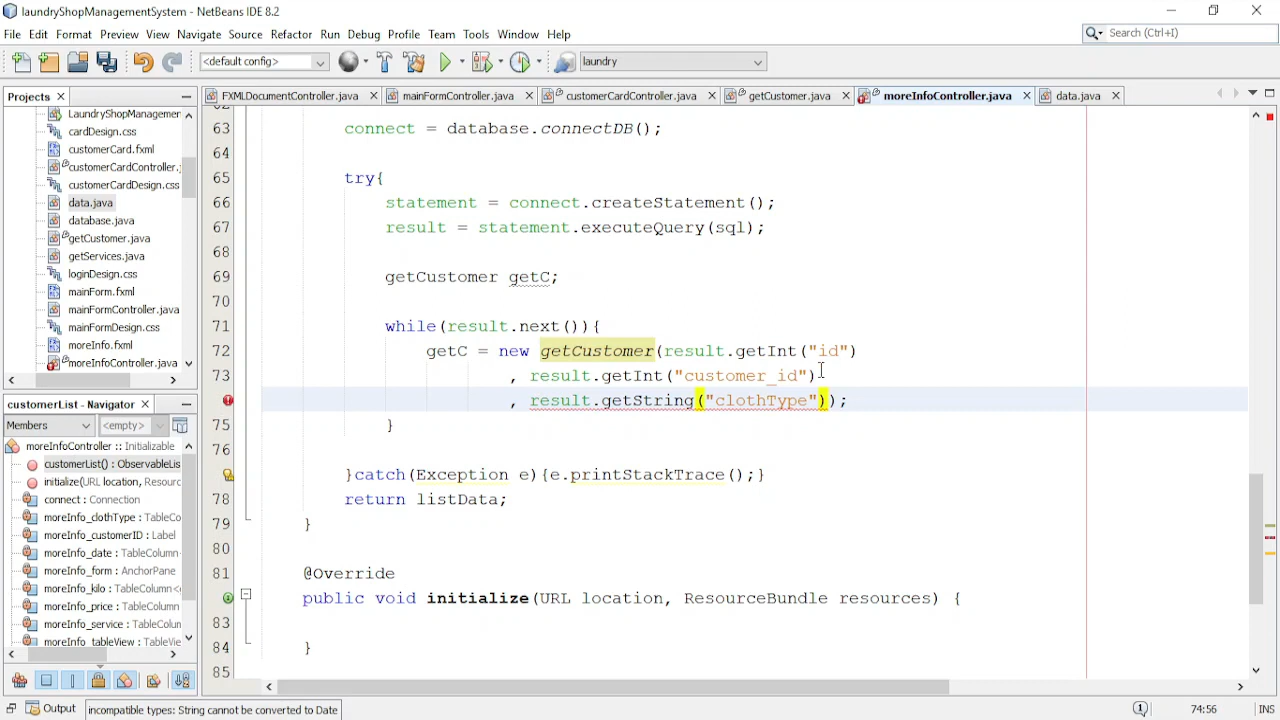 laundryShopManagementSystem - NetBeans IDE 8.2
File Edit Format Preview View Navigate Source Refactor Run Debug Profile Team Tools Window Help
Search (Ctrl+I)
<default config>
laundry
Projects
FXMLDocumentController.java
mainFormController.java
customerCardController.java
getCustomer.java
moreInfoController.java
data.java
LaundryShopManagemen
cardDesign.css
customerCard.fxml
customerCardController.j
customerCardDesign.css
data.java
database.java
getCustomer.java
getServices.java
loginDesign.css
mainForm.fxml
mainFormController.java
mainFormDesign.css
moreInfo.fxml
moreInfoController.java
customerList - Navigator
Members
<empty>
moreInfoController :: Initializable
customerList() : ObservableLis
initialize(URL location, Resourc
connect : Connection
moreInfo_clothType : TableCo
moreInfo_customerID : Label
moreInfo_date : TableColumn
moreInfo_form : AnchorPane
moreInfo_kilo : TableColumn<
moreInfo_price : TableColumn
moreInfo_service : TableColum
moreInfo_tableView : TableVie
63 connect = database.connectDB();
64
65 try{
66 statement = connect.createStatement();
67 result = statement.executeQuery(sql);
68
69 getCustomer getC;
70
71 while(result.next()){
72 getC = new getCustomer(result.getInt("id")
73 , result.getInt("customer_id")
, result.getString("clothType"));
75 }
76
}catch(Exception e){e.printStackTrace();}
78 return listData;
79 }
80
81 @Override
82 public void initialize(URL location, ResourceBundle resources) {
83
84 }
85
Output
incompatible types: String cannot be converted to Date
74:56
INS